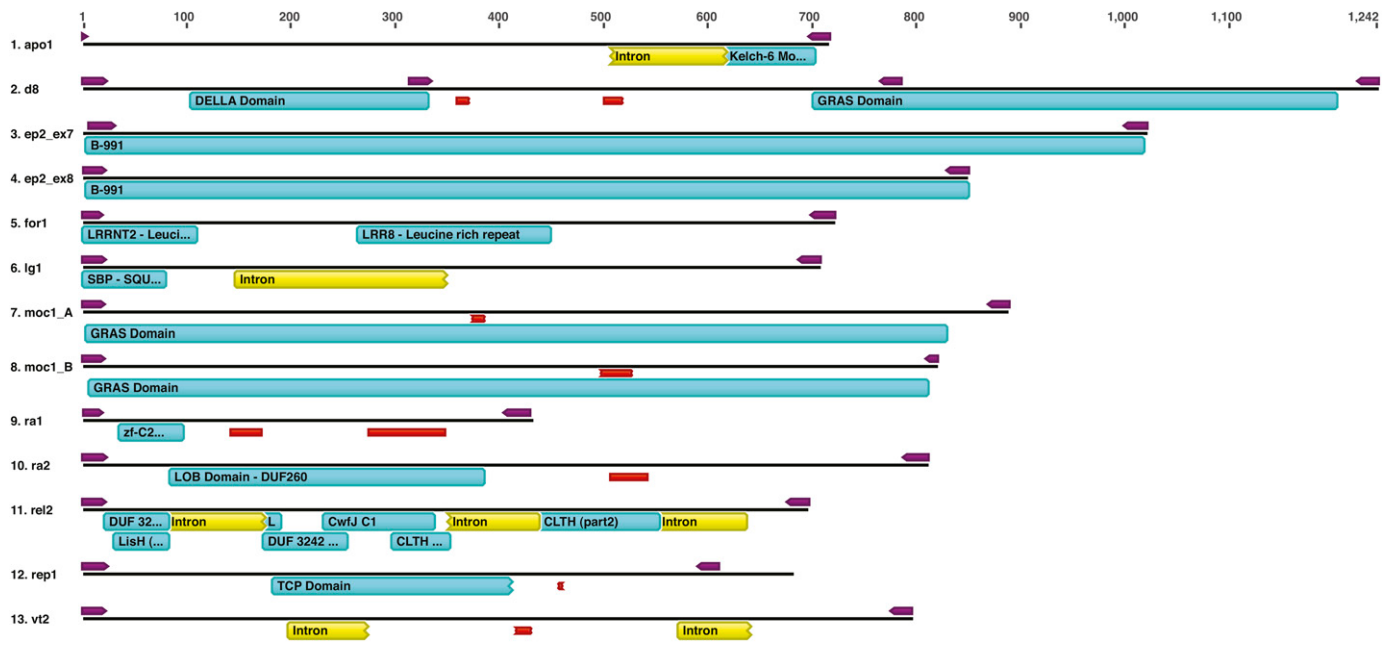 1 100 200 300 400 500 600 700 800 900 1,000 1,100 1,242
1. apo1
Intron Kelch-6 Mo...
2. d8
DELLA Domain GRAS Domain
3. ep2_ex7
B-991
4. ep2_ex8
B-991
5. for1
LRRNT2 - Leuci... LRR8 - Leucine rich repeat
6. lg1
SBP - SQU... Intron
7. moc1_A
GRAS Domain
8. moc1_B
GRAS Domain
9. ra1
zf-C2...
10. ra2
LOB Domain - DUF260
11. rel2
DUF 32... Intron L CwfJ C1 Intron CLTH (part2) Intron
LisH (... DUF 3242 ... CLTH ...
12. rep1
TCP Domain
13. vt2
Intron Intron